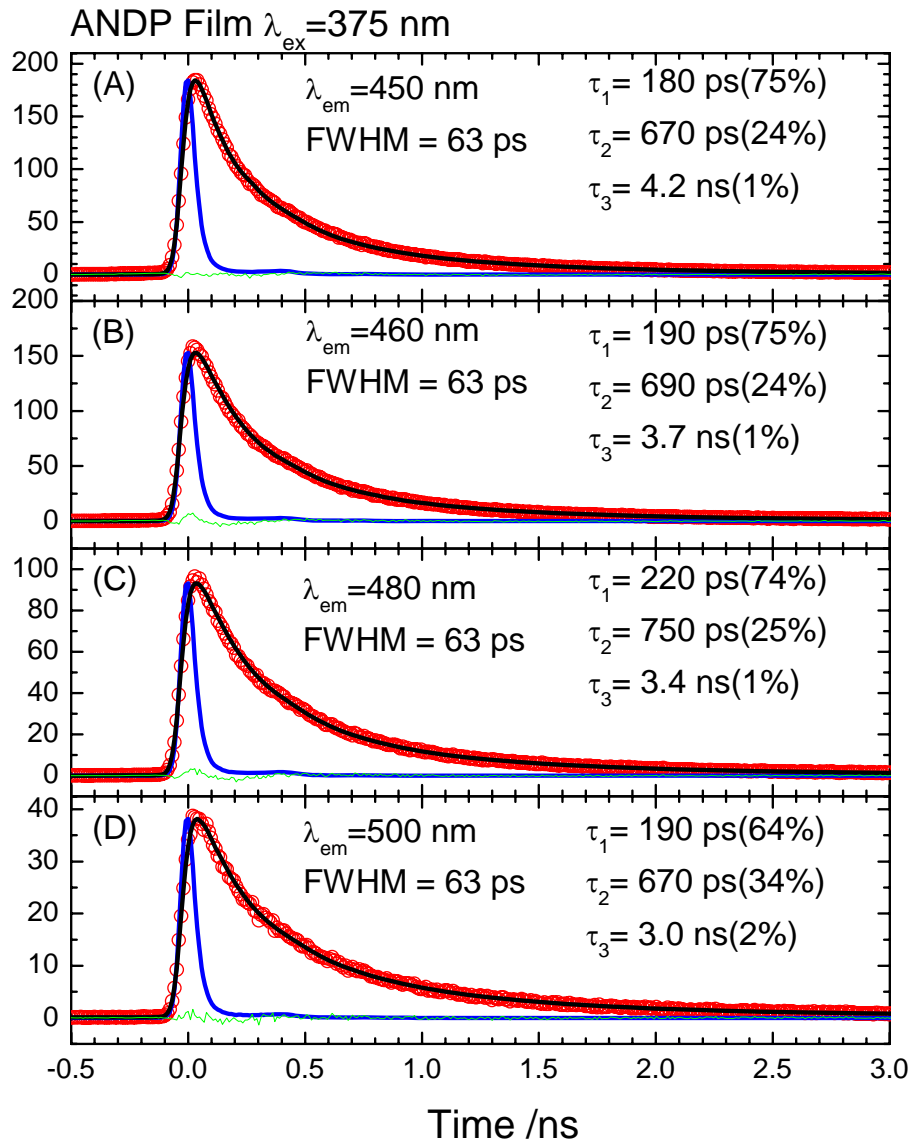 ANDP Film λex=375 nm
200
150
100
50
0
(A)
λem=450 nm
FWHM = 63 ps
τ1= 180 ps(75%)
τ2= 670 ps(24%)
τ3= 4.2 ns(1%)
200
150
100
50
0
(B)
λem=460 nm
FWHM = 63 ps
τ1= 190 ps(75%)
τ2= 690 ps(24%)
τ3= 3.7 ns(1%)
100
80
60
40
20
0
(C)
λem=480 nm
FWHM = 63 ps
τ1= 220 ps(74%)
τ2= 750 ps(25%)
τ3= 3.4 ns(1%)
40
30
20
10
0
(D)
λem=500 nm
FWHM = 63 ps
τ1= 190 ps(64%)
τ2= 670 ps(34%)
τ3= 3.0 ns(2%)
-0.5 0.0 0.5 1.0 1.5 2.0 2.5 3.0
Time /ns